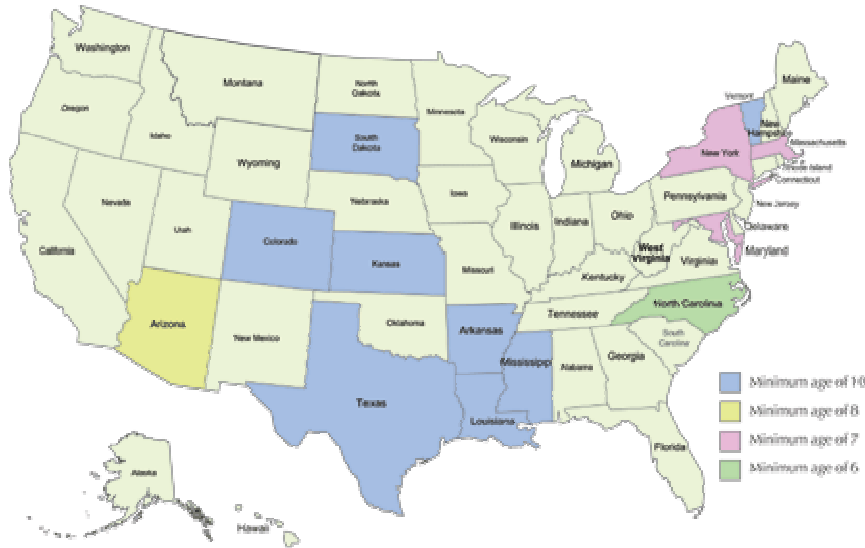 Washington
Oregon
California
Nevada
Idaho
Montana
Wyoming
Utah
Arizona
Colorado
New Mexico
North
Dakota
South
Dakota
Nebraska
Kansas
Oklahoma
Texas
Minnesota
Iowa
Missouri
Arkansas
Louisiana
Wisconsin
Illinois
Michigan
Indiana
Ohio
Kentucky
Tennessee
Mississippi
Alabama
Georgia
Florida
South
Carolina
North Carolina
Virginia
West
Virginia
Pennsylvania
New York
Vermont
New
Hampshire
Maine
Massachusetts
Rhode Island
Connecticut
New Jersey
Delaware
Maryland
Alaska
Hawaii
Minimum age of 10
Minimum age of 8
Minimum age of 7
Minimum age of 6